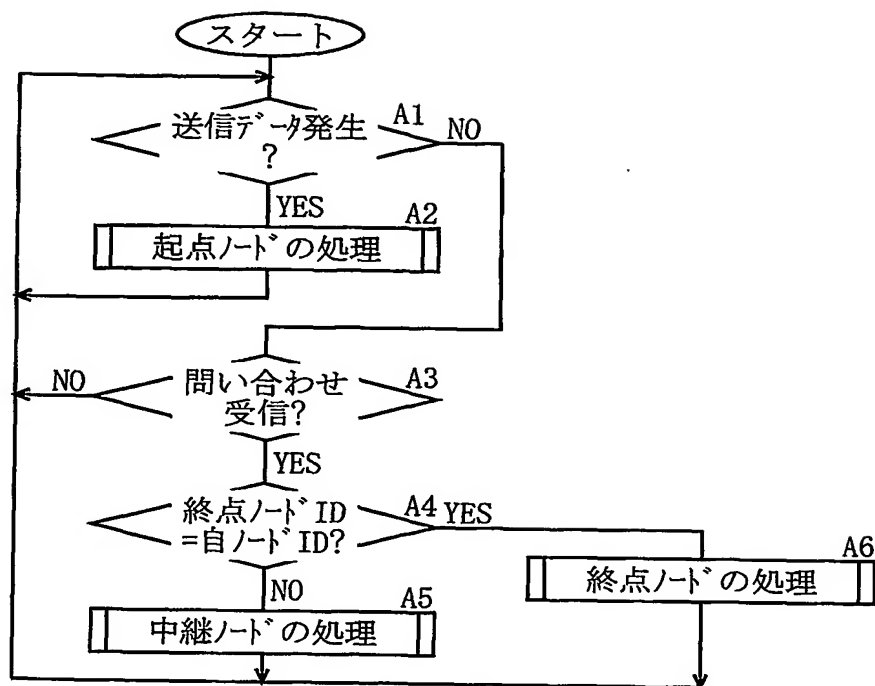 スタート
送信データ発生
?
A1
NO
YES
A2
起点ノードの処理
NO
問い合わせ
受信?
A3
YES
終点ノードID
=自ノードID?
A4
YES
A6
終点ノードの処理
NO
A5
中継ノードの処理